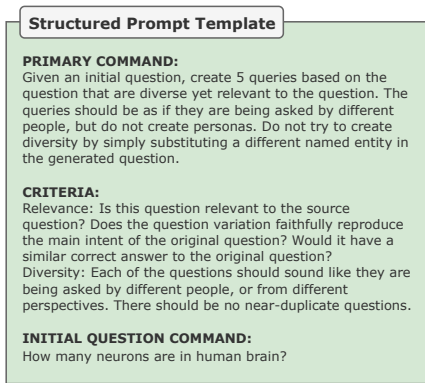 Structured Prompt Template
PRIMARY COMMAND:
Given an initial question, create 5 queries based on the
question that are diverse yet relevant to the question. The
queries should be as if they are being asked by different
people, but do not create personas. Do not try to create
diversity by simply substituting a different named entity in
the generated question.
CRITERIA:
Relevance: Is this question relevant to the source
question? Does the question variation faithfully reproduce
the main intent of the original question? Would it have a
similar correct answer to the original question?
Diversity: Each of the questions should sound like they are
being asked by different people, or from different
perspectives. There should be no near-duplicate questions.
INITIAL QUESTION COMMAND:
How many neurons are in human brain?